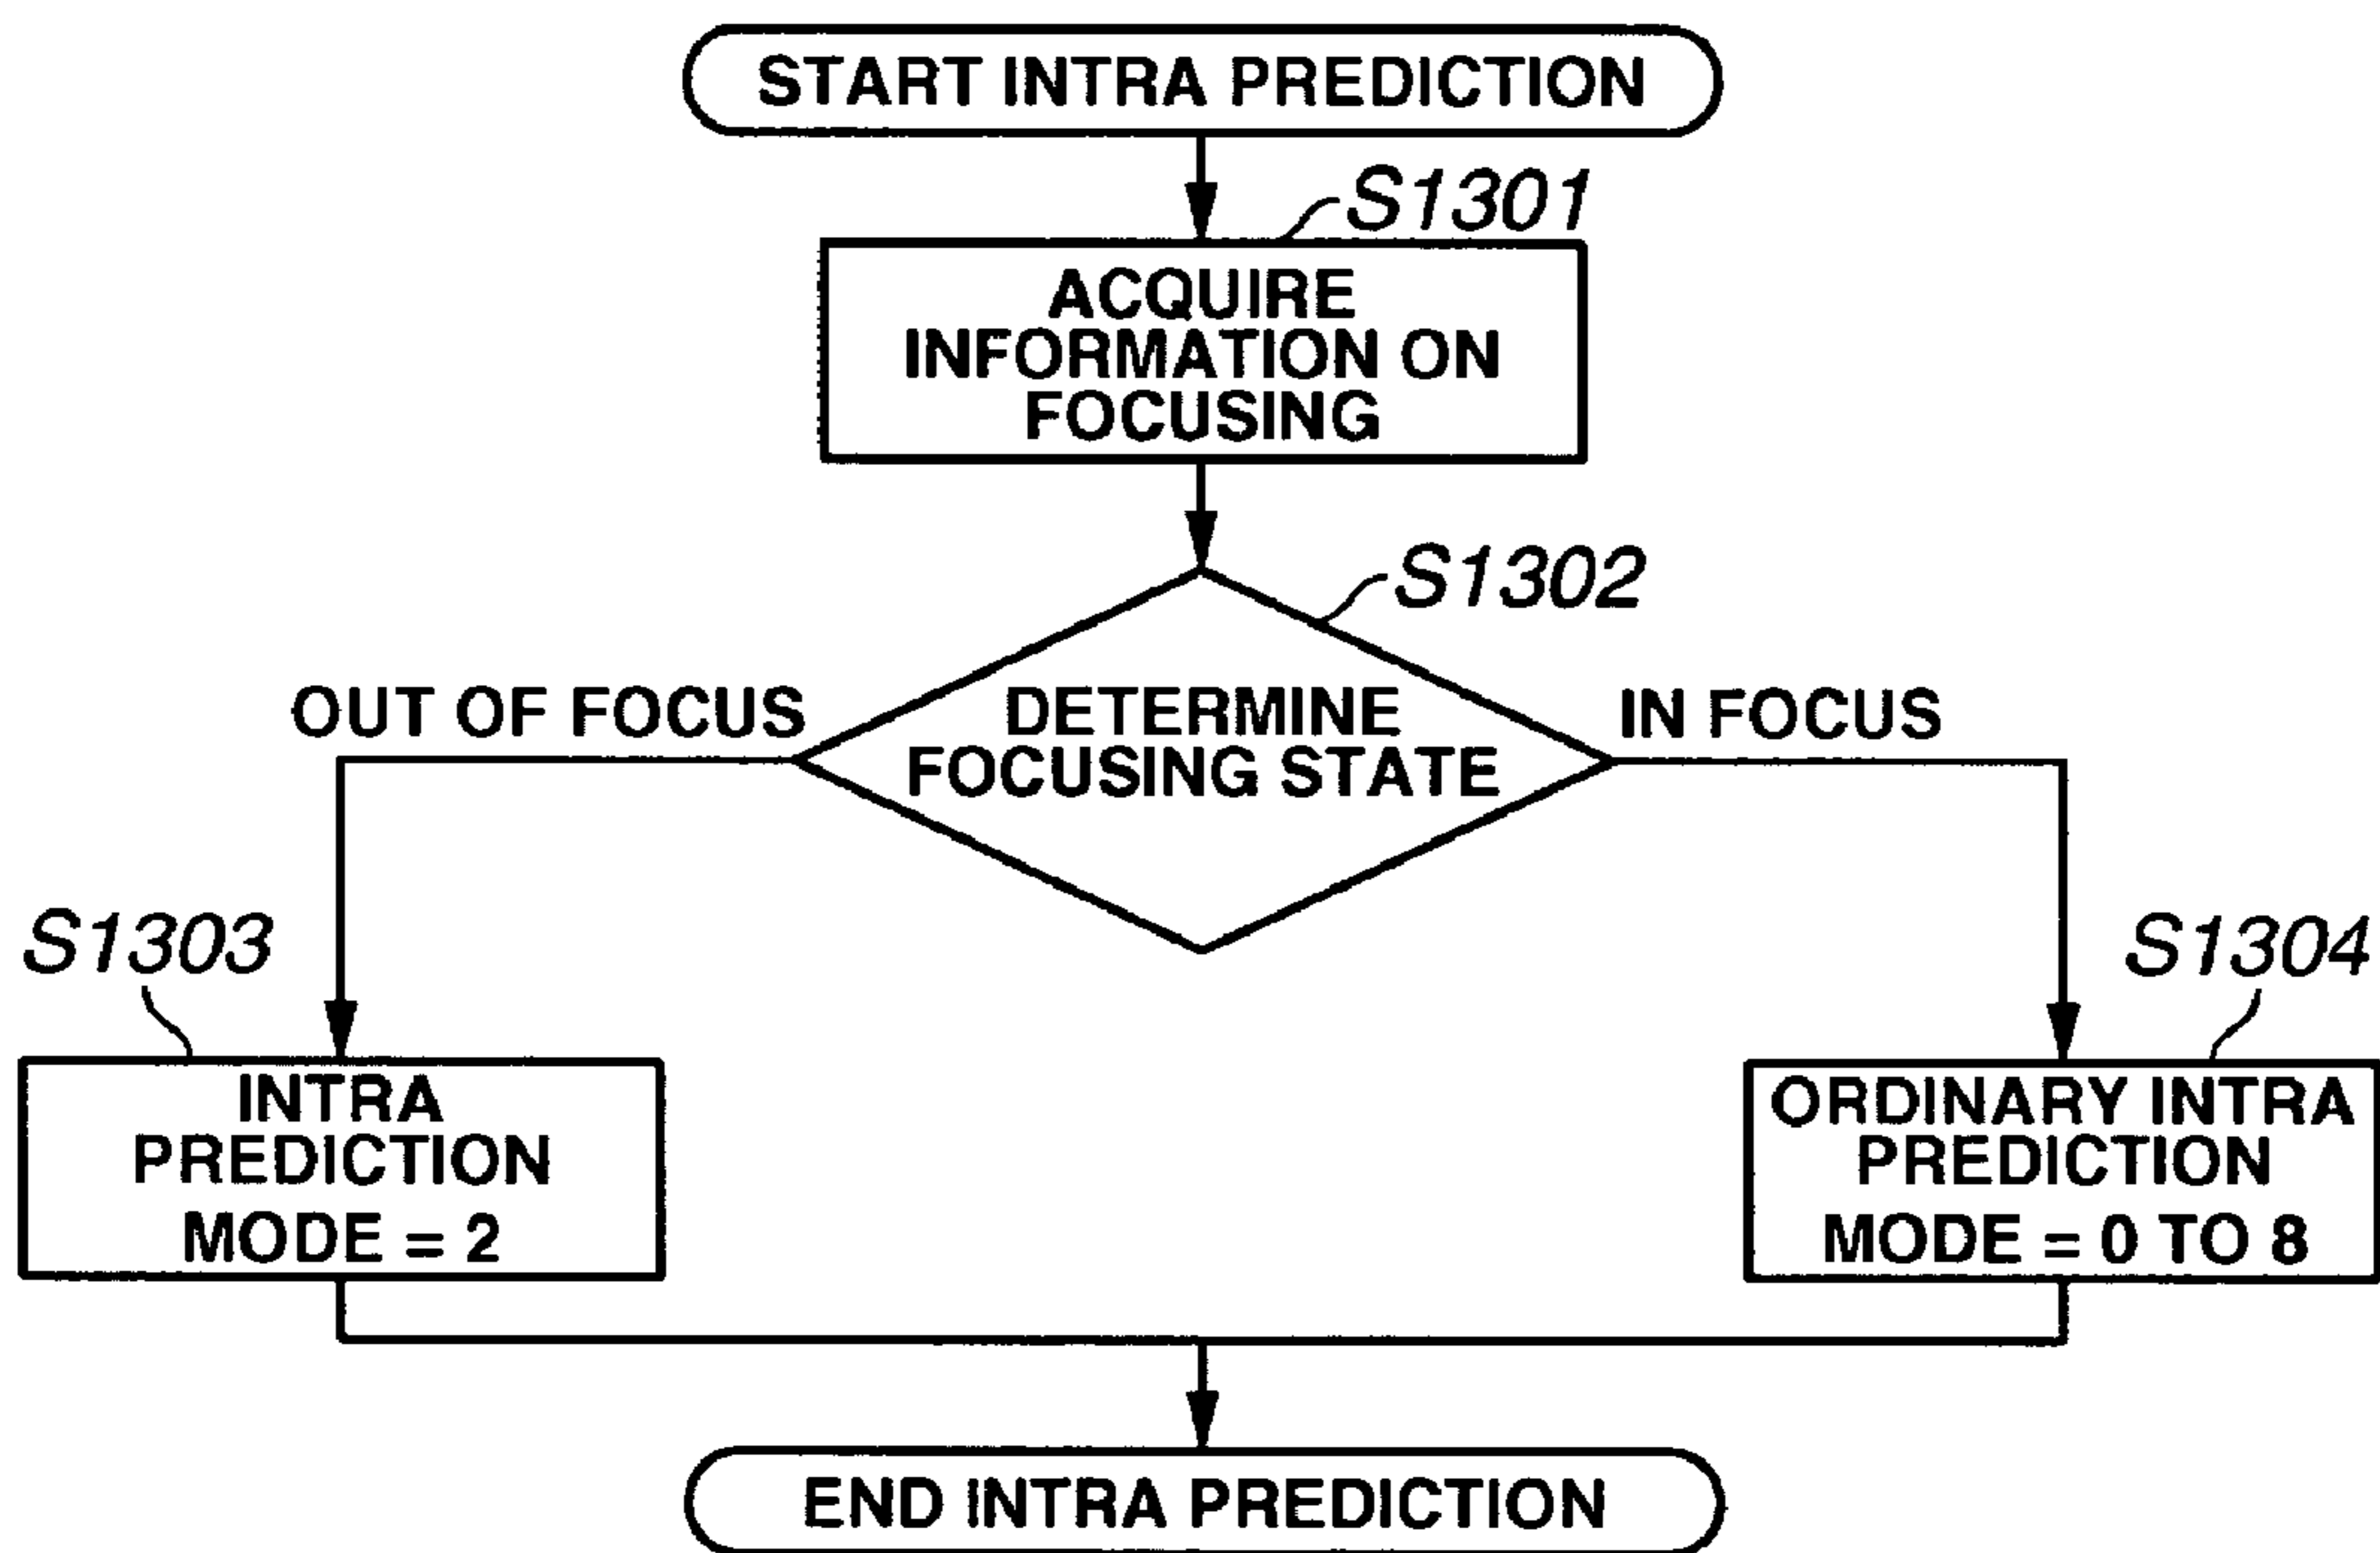 START INTRA PREDICTION
S1301
ACQUIRE
INFORMATION ON
FOCUSING
S1302
OUT OF FOCUS
DETERMINE
FOCUSING STATE
IN FOCUS
S1303
S1304
INTRA
PREDICTION
MODE = 2
ORDINARY INTRA
PREDICTION
MODE = 0 TO 8
END INTRA PREDICTION